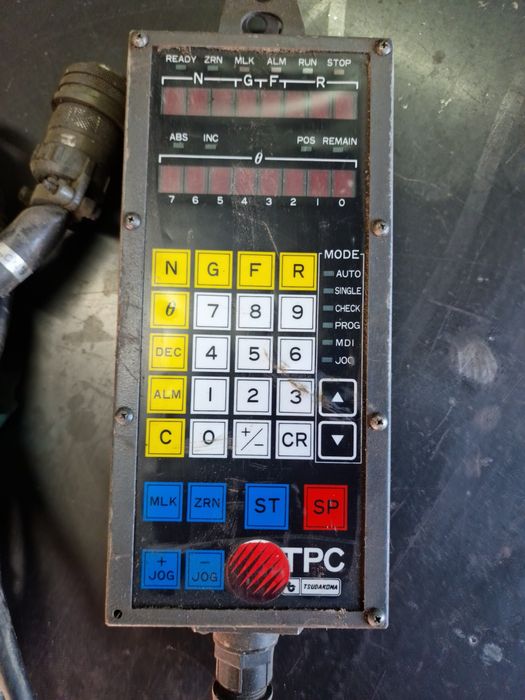 READY ZRN MLK ALM RUN STOP
N G F R
ABS INC POS REMAIN
θ
7 6 5 4 3 2 1 0
MODE
N G F R AUTO
SINGLE
θ 7 8 9 CHECK
PROG
DEC 4 5 6 MDI
JOG
ALM 1 2 3 ▲
C 0 +/− CR ▼
MLK ZRN ST SP
+ JOG − JOG TPC
TSUDAKOMA